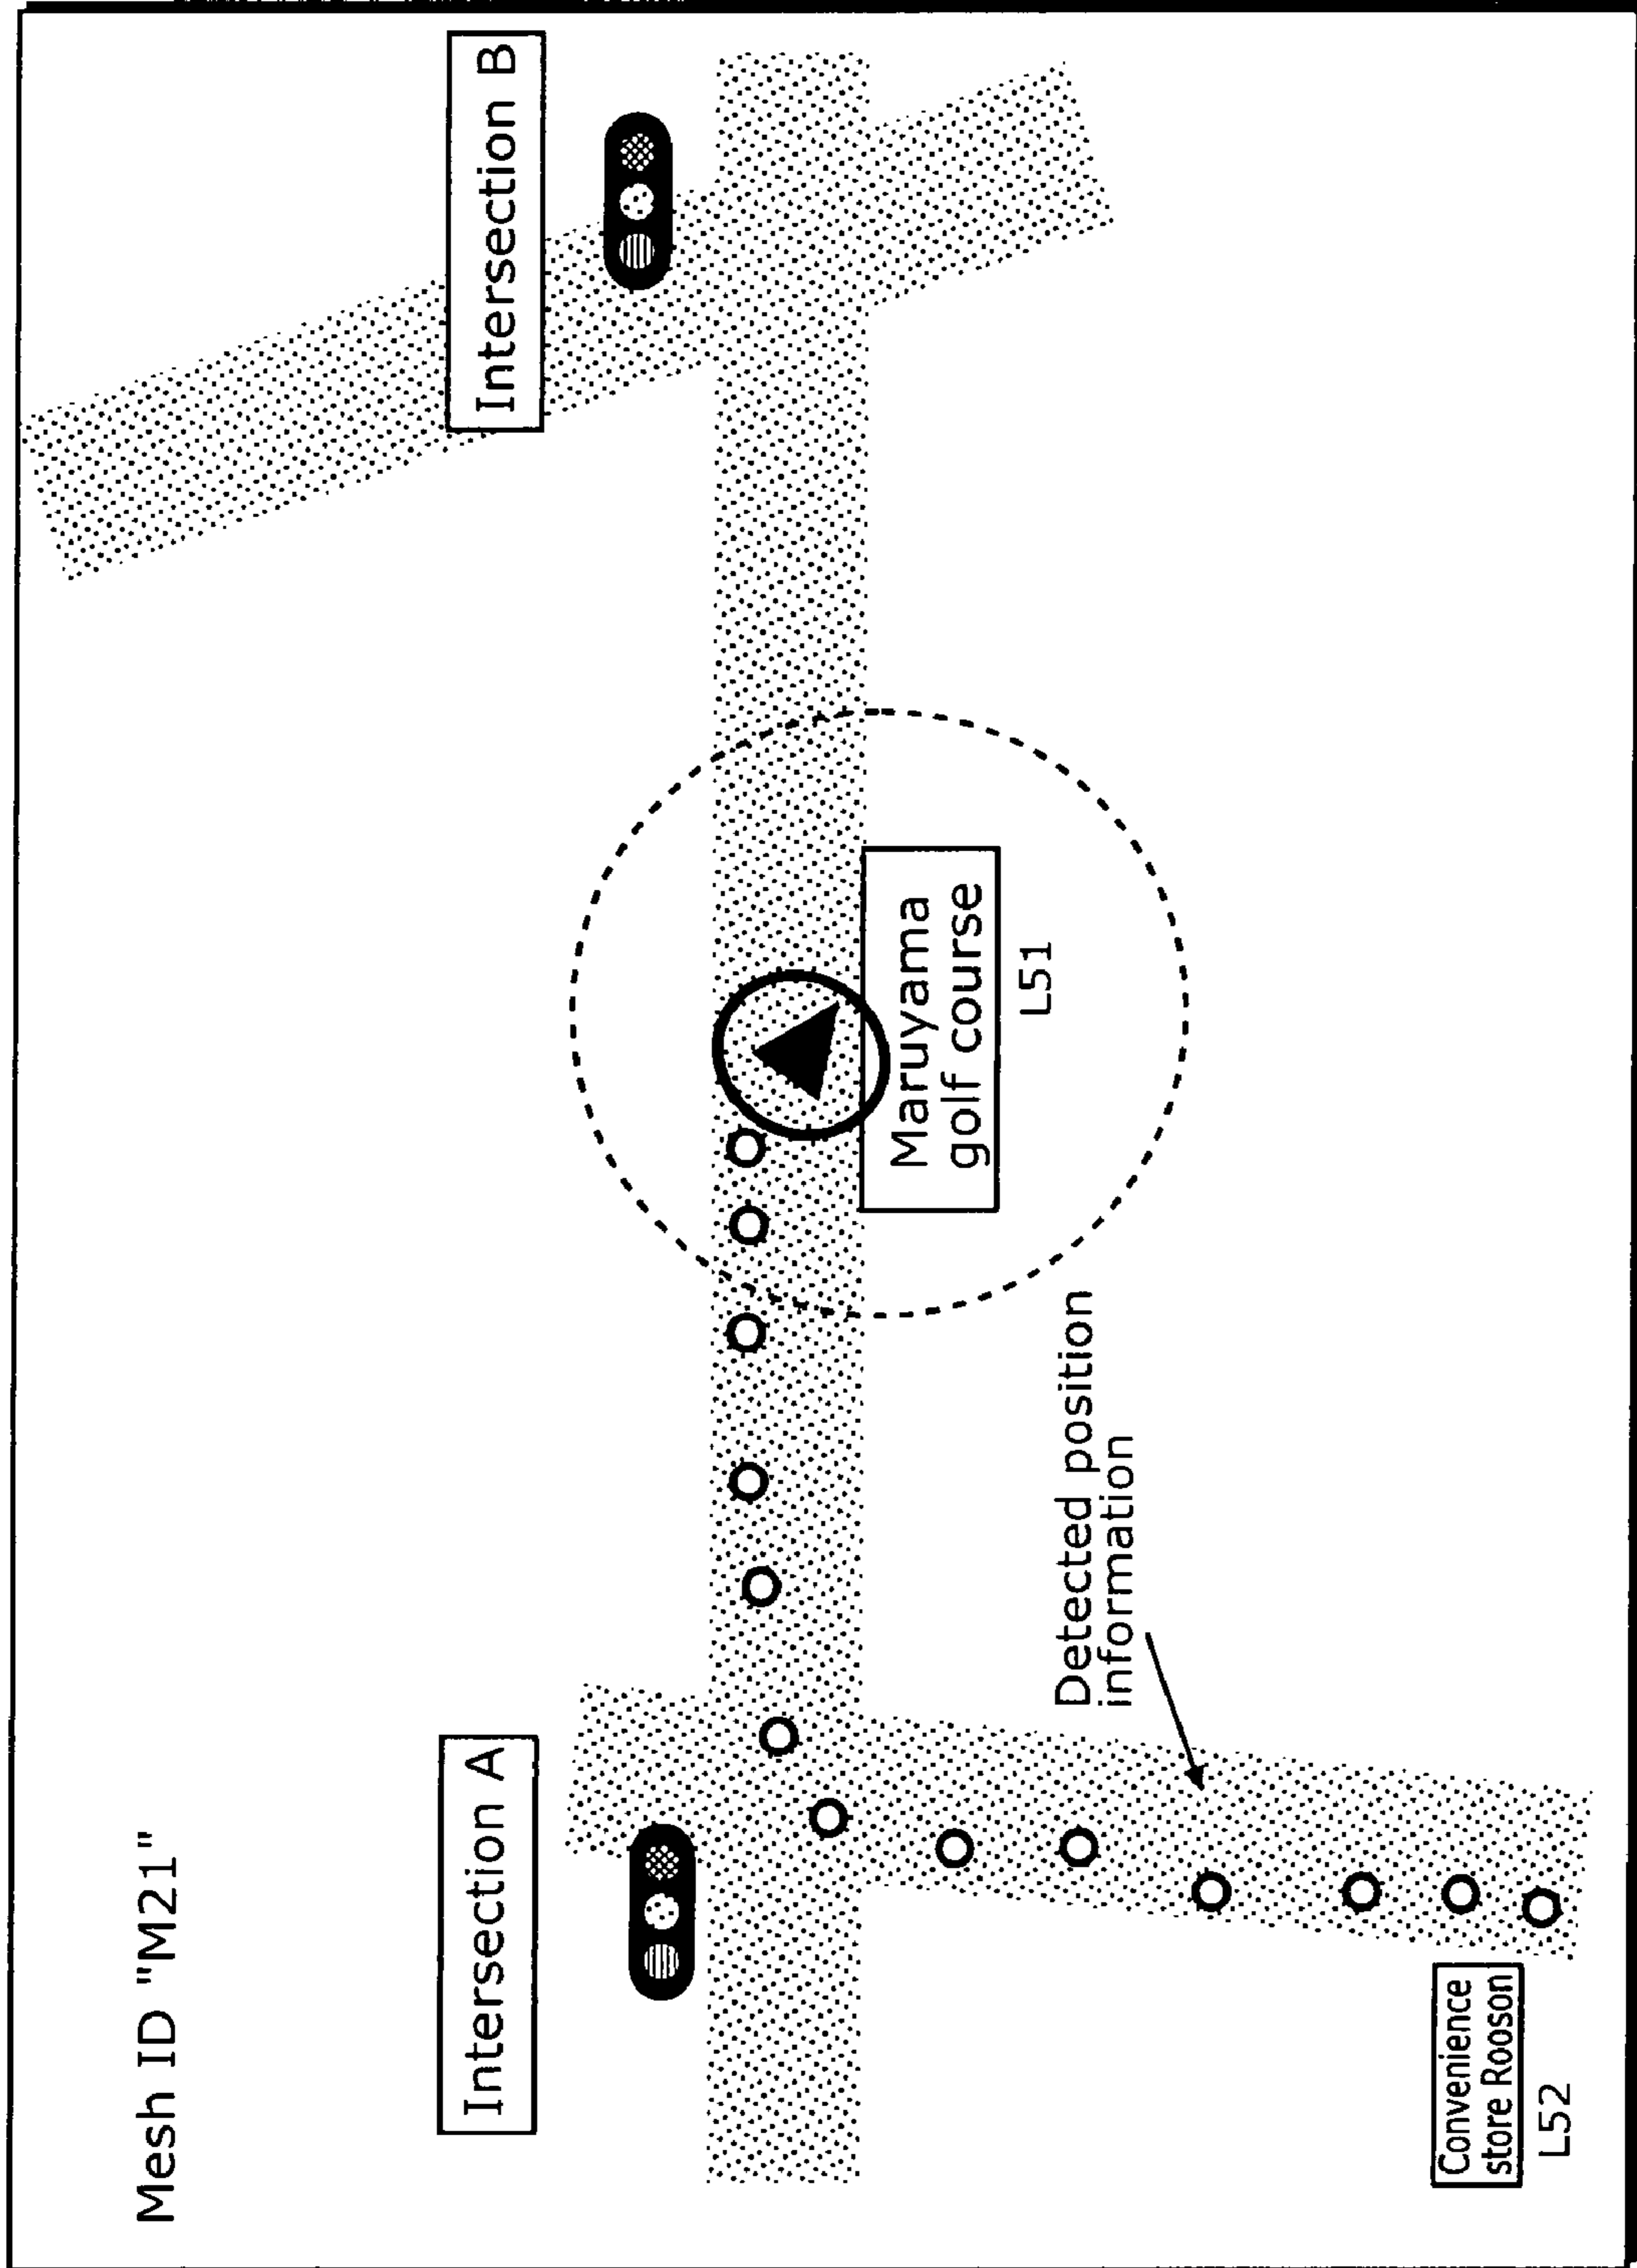 Mesh ID "M21"
Intersection A
Intersection B
Maruyama
golf course
L51
Detected position
information
Convenience
store Rooson
L52